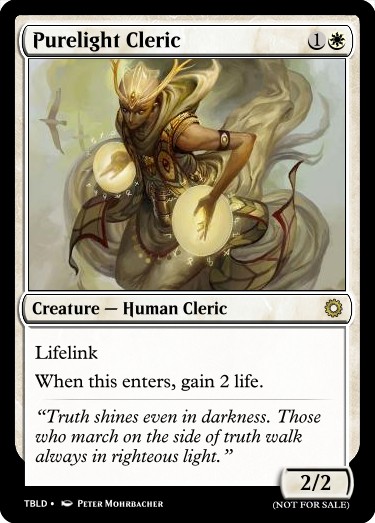 Purelight Cleric 1
Creature — Human Cleric
Lifelink
When this enters, gain 2 life.
“Truth shines even in darkness. Those
who march on the side of truth walk
always in righteous light.”
2/2
TBLD • Peter Mohrbacher
(NOT FOR SALE)